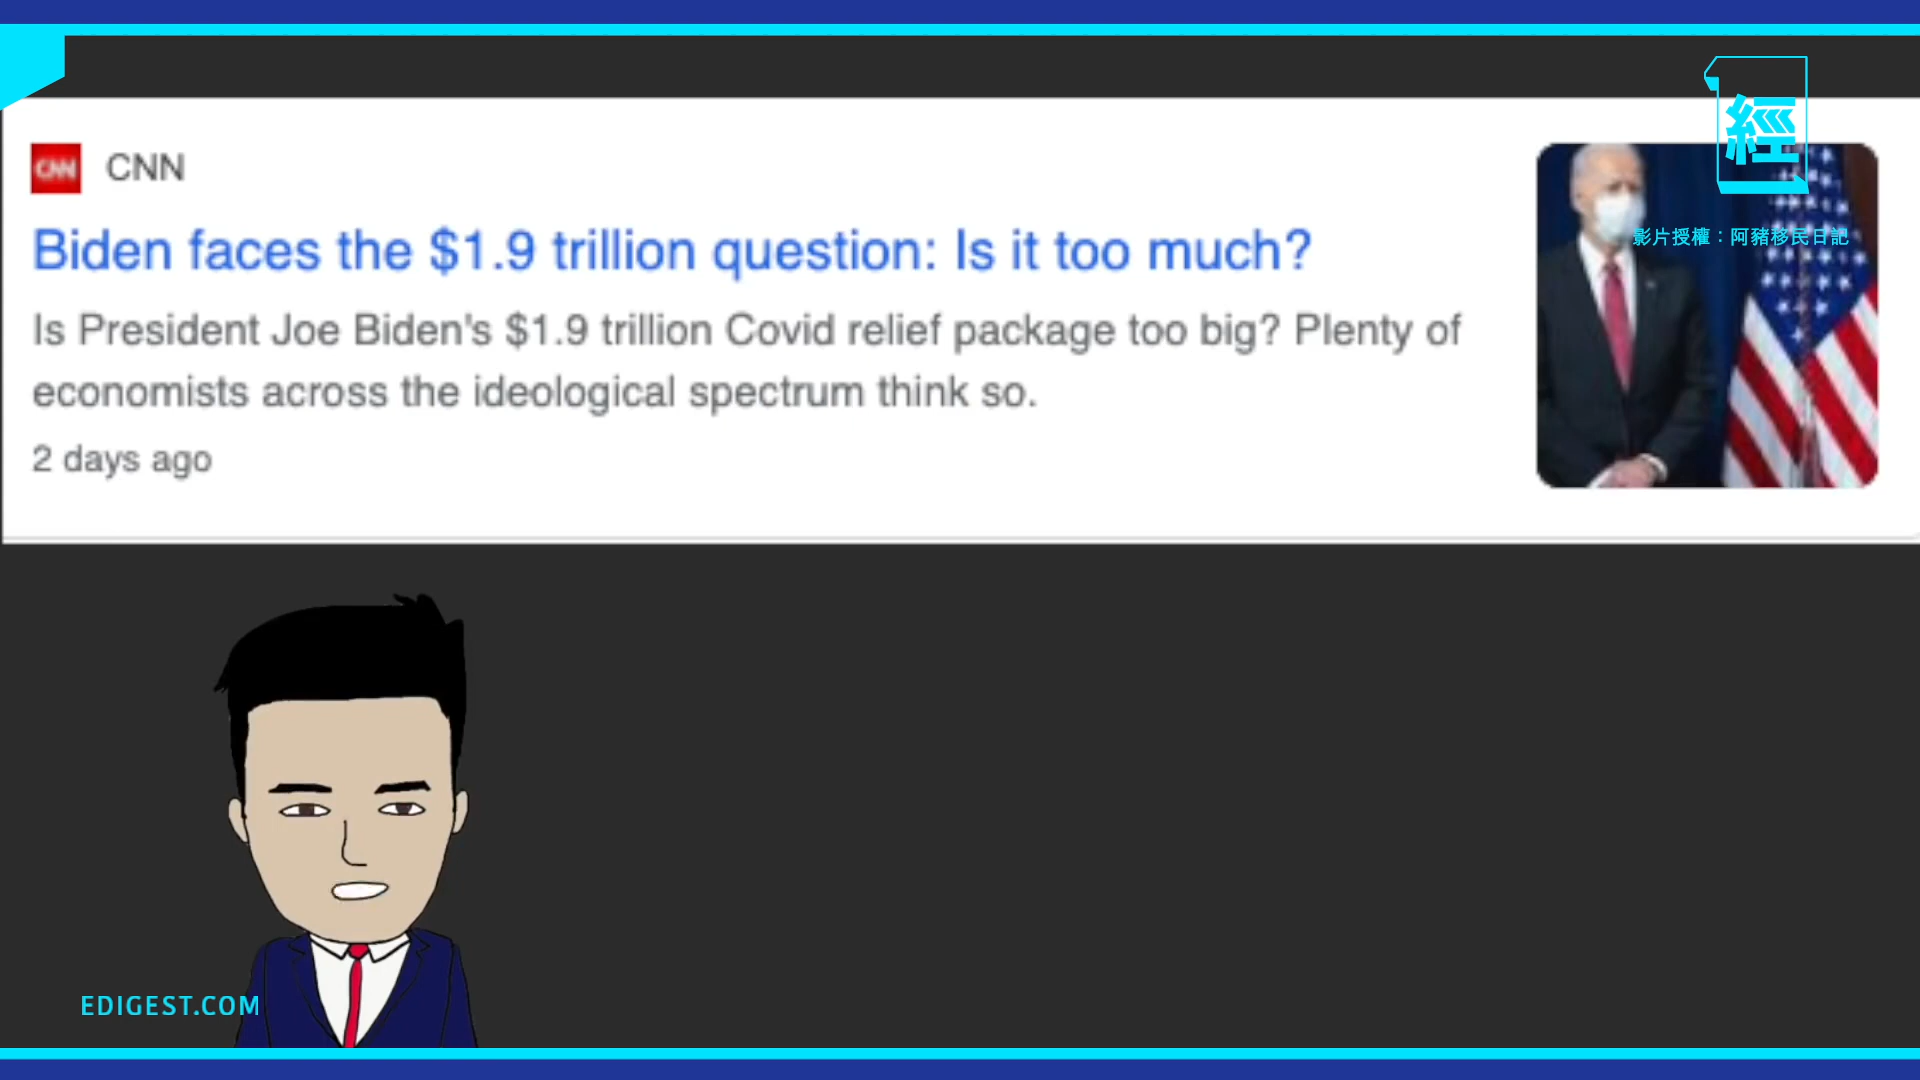 經
CNN CNN
影片授權：阿豬移民日記
Biden faces the $1.9 trillion question: Is it too much?
Is President Joe Biden's $1.9 trillion Covid relief package too big? Plenty of
economists across the ideological spectrum think so.
2 days ago
EDIGEST.COM